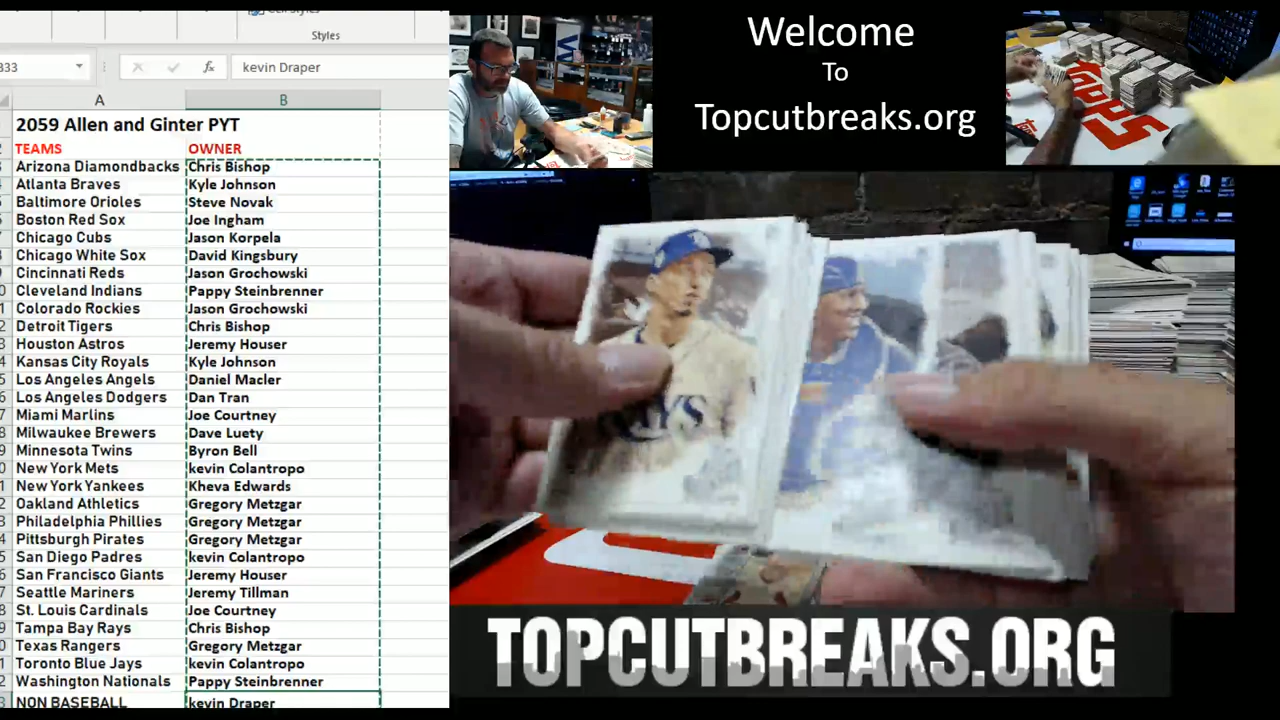 Styles
kevin Draper
A B
2059 Allen and Ginter PYT
TEAMS OWNER
Arizona Diamondbacks Chris Bishop
Atlanta Braves Kyle Johnson
Baltimore Orioles Steve Novak
Boston Red Sox Joe Ingham
Chicago Cubs Jason Korpela
Chicago White Sox David Kingsbury
Cincinnati Reds Jason Grochowski
Cleveland Indians Pappy Steinbrenner
Colorado Rockies Jason Grochowski
Detroit Tigers Chris Bishop
Houston Astros Jeremy Houser
Kansas City Royals Kyle Johnson
Los Angeles Angels Daniel Macler
Los Angeles Dodgers Dan Tran
Miami Marlins Joe Courtney
Milwaukee Brewers Dave Luety
Minnesota Twins Byron Bell
New York Mets kevin Colantropo
New York Yankees Kheva Edwards
Oakland Athletics Gregory Metzgar
Philadelphia Phillies Gregory Metzgar
Pittsburgh Pirates Gregory Metzgar
San Diego Padres kevin Colantropo
San Francisco Giants Jeremy Houser
Seattle Mariners Jeremy Tillman
St. Louis Cardinals Joe Courtney
Tampa Bay Rays Chris Bishop
Texas Rangers Gregory Metzgar
Toronto Blue Jays kevin Colantropo
Washington Nationals Pappy Steinbrenner
NON BASEBALL kevin Draper
Welcome
To
Topcutbreaks.org
TOPPS
RAYS
TOPCUTBREAKS.ORG